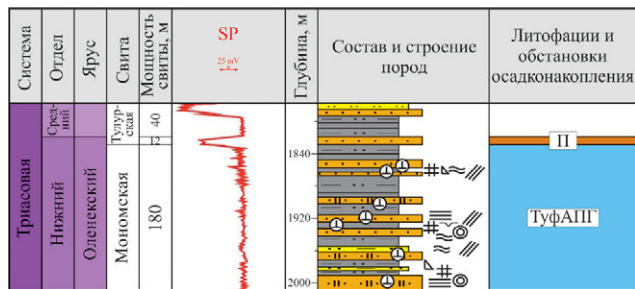 Система
Отдел
Ярус
Свита
Мощность
свиты, м
SP
25 mV
Глубина, м
Состав и строение
пород
Литофации и
обстановки
осадконакопления
Триасовая
Сред-
ний
Нижний
Оленекский
Тулур-
ская
Мономская
40
12
180
1840
1920
2000
П
ТуфАПГ